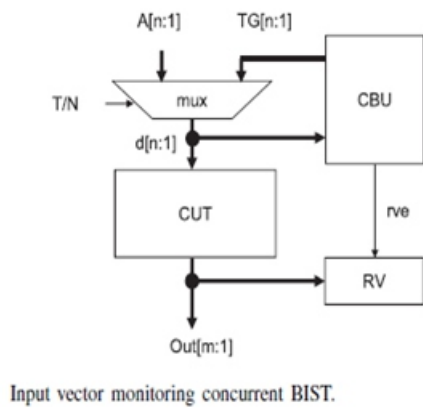 A[n:1] TG[n:1]
T/N
mux
CBU
d[n:1]
CUT
rve
RV
Out[m:1]
Input vector monitoring concurrent BIST.